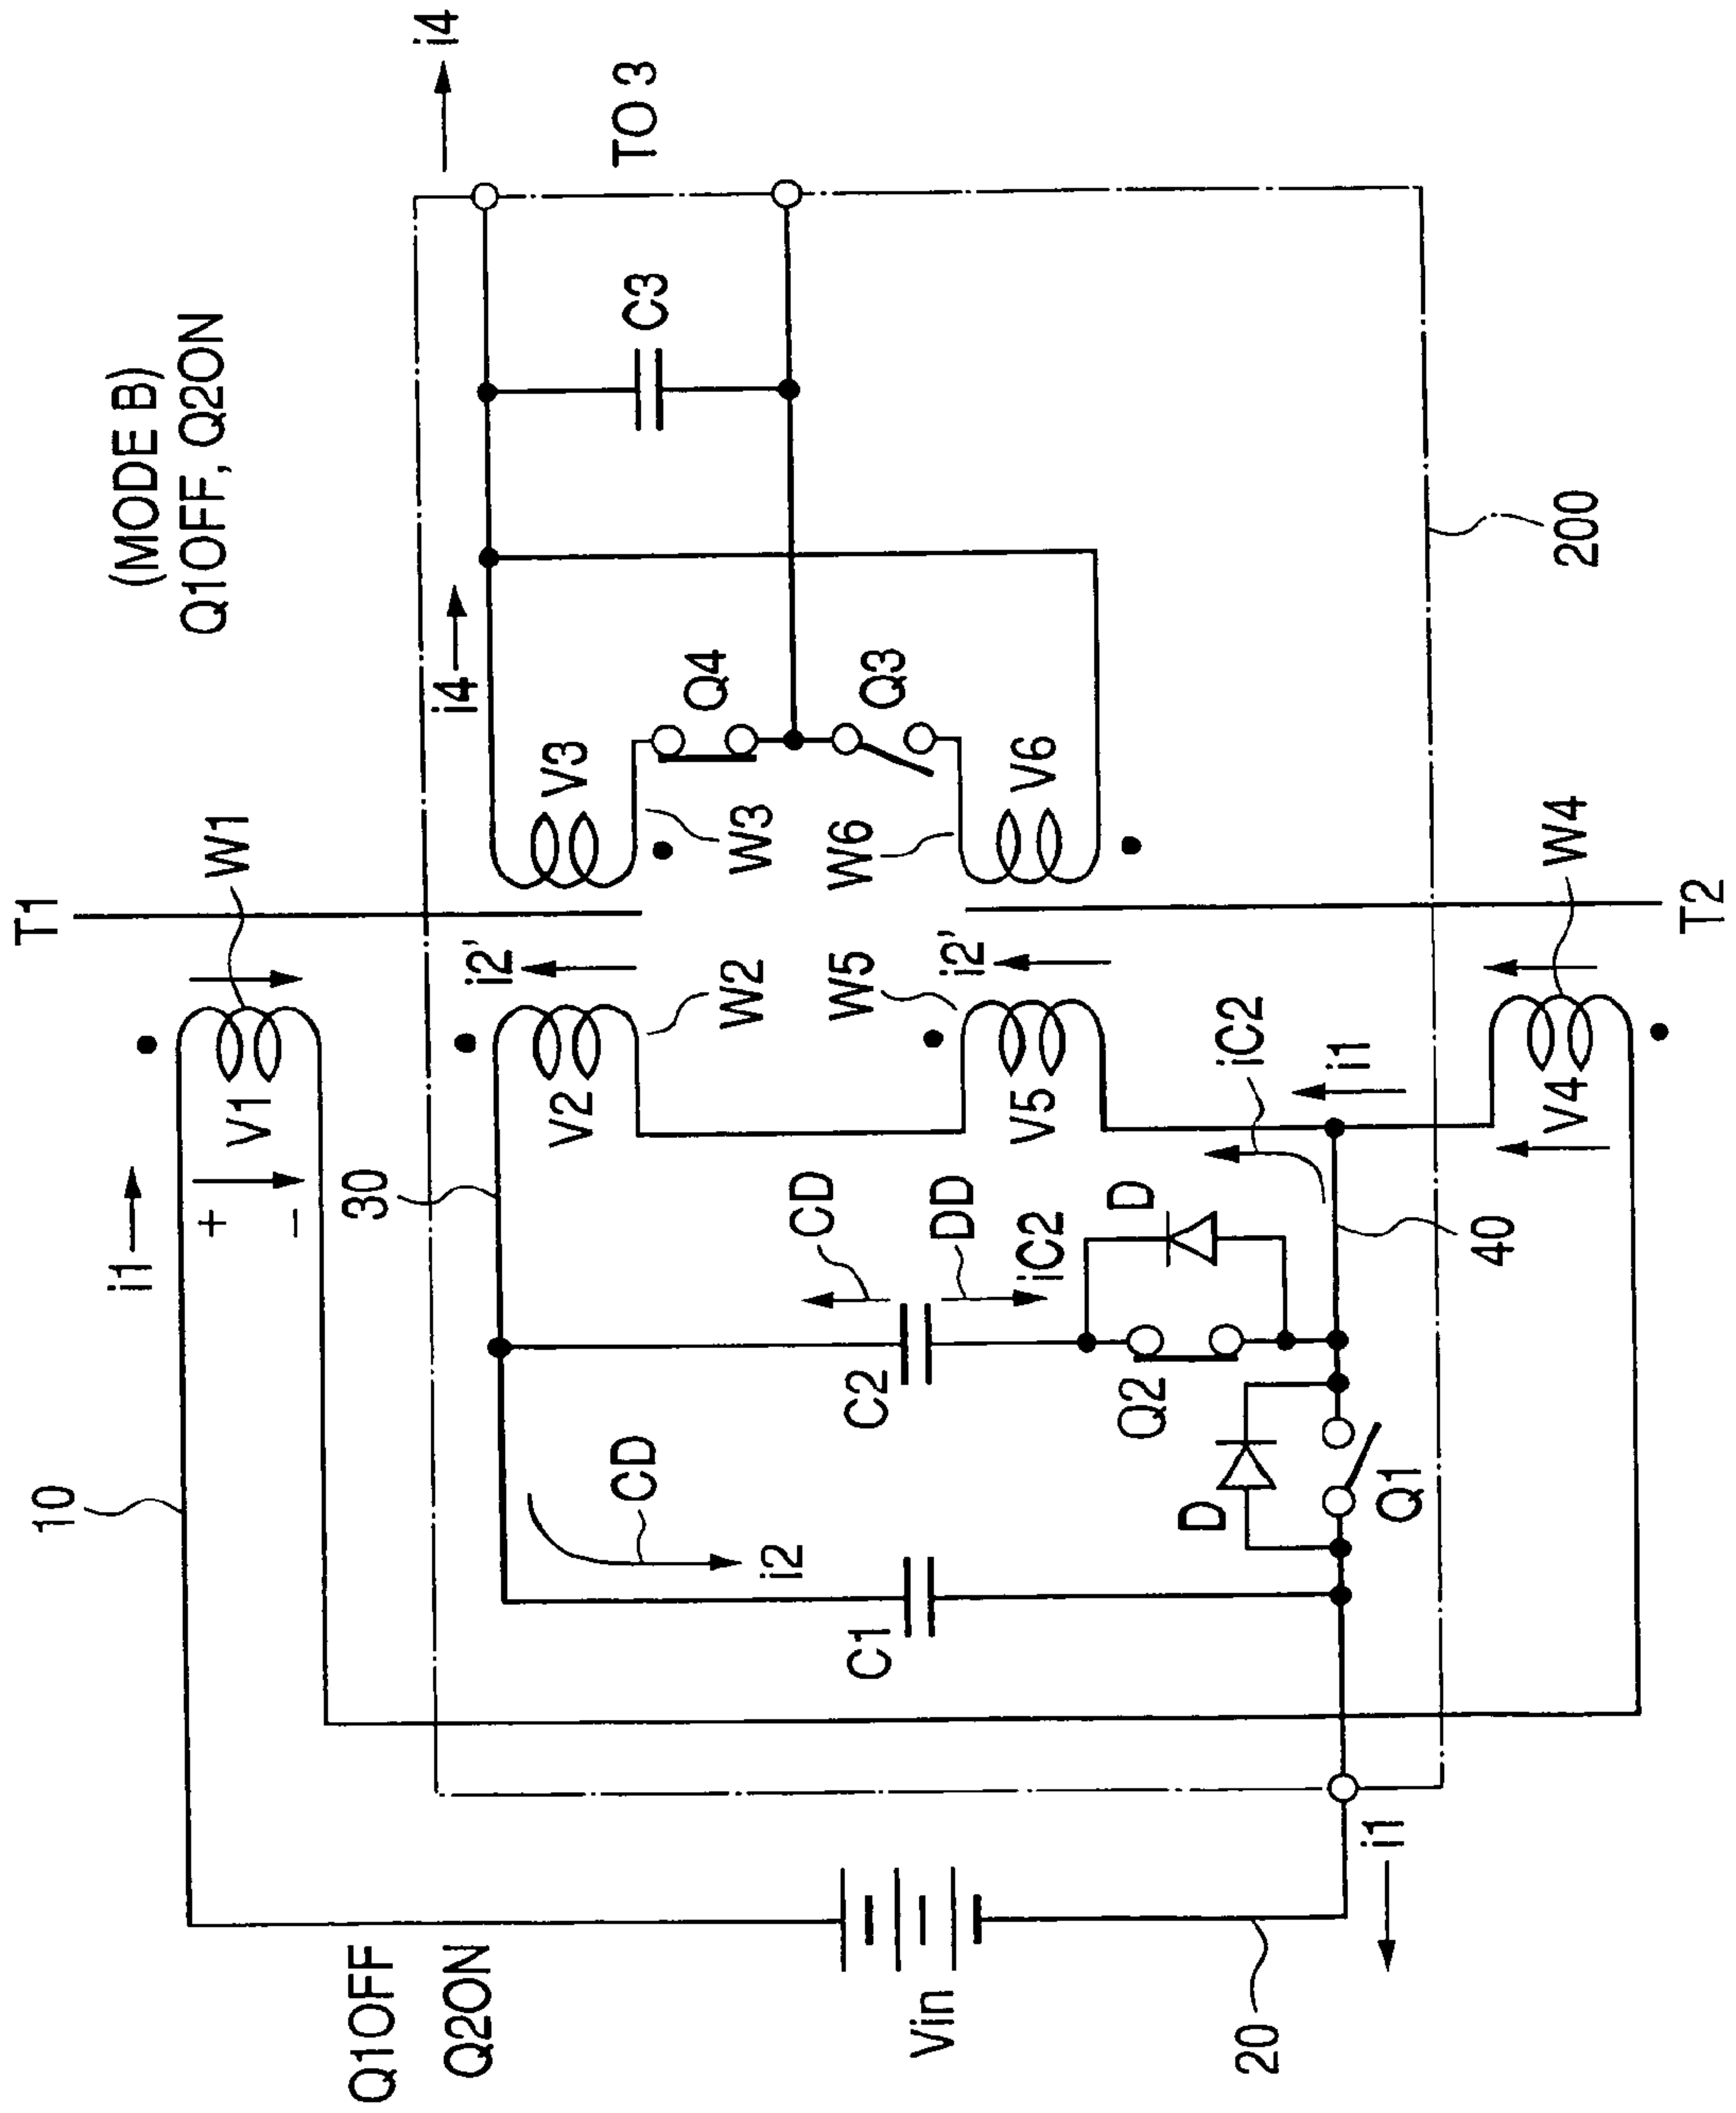 (MODE B)
Q1OFF, Q2ON
Q1OFF
Q2ON
T1
W1
10
i1
V1
+
−
30
i2'
i4
i4
TO 3
V2
W2
V3
W3
Q4
C3
CD
i2
C1
C2
CD
DD
iC2
W5
i2'
V5
W6
V6
Q3
Q2
D
D
Q1
iC2
i1
40
V4
W4
T2
200
Vin
20
i1